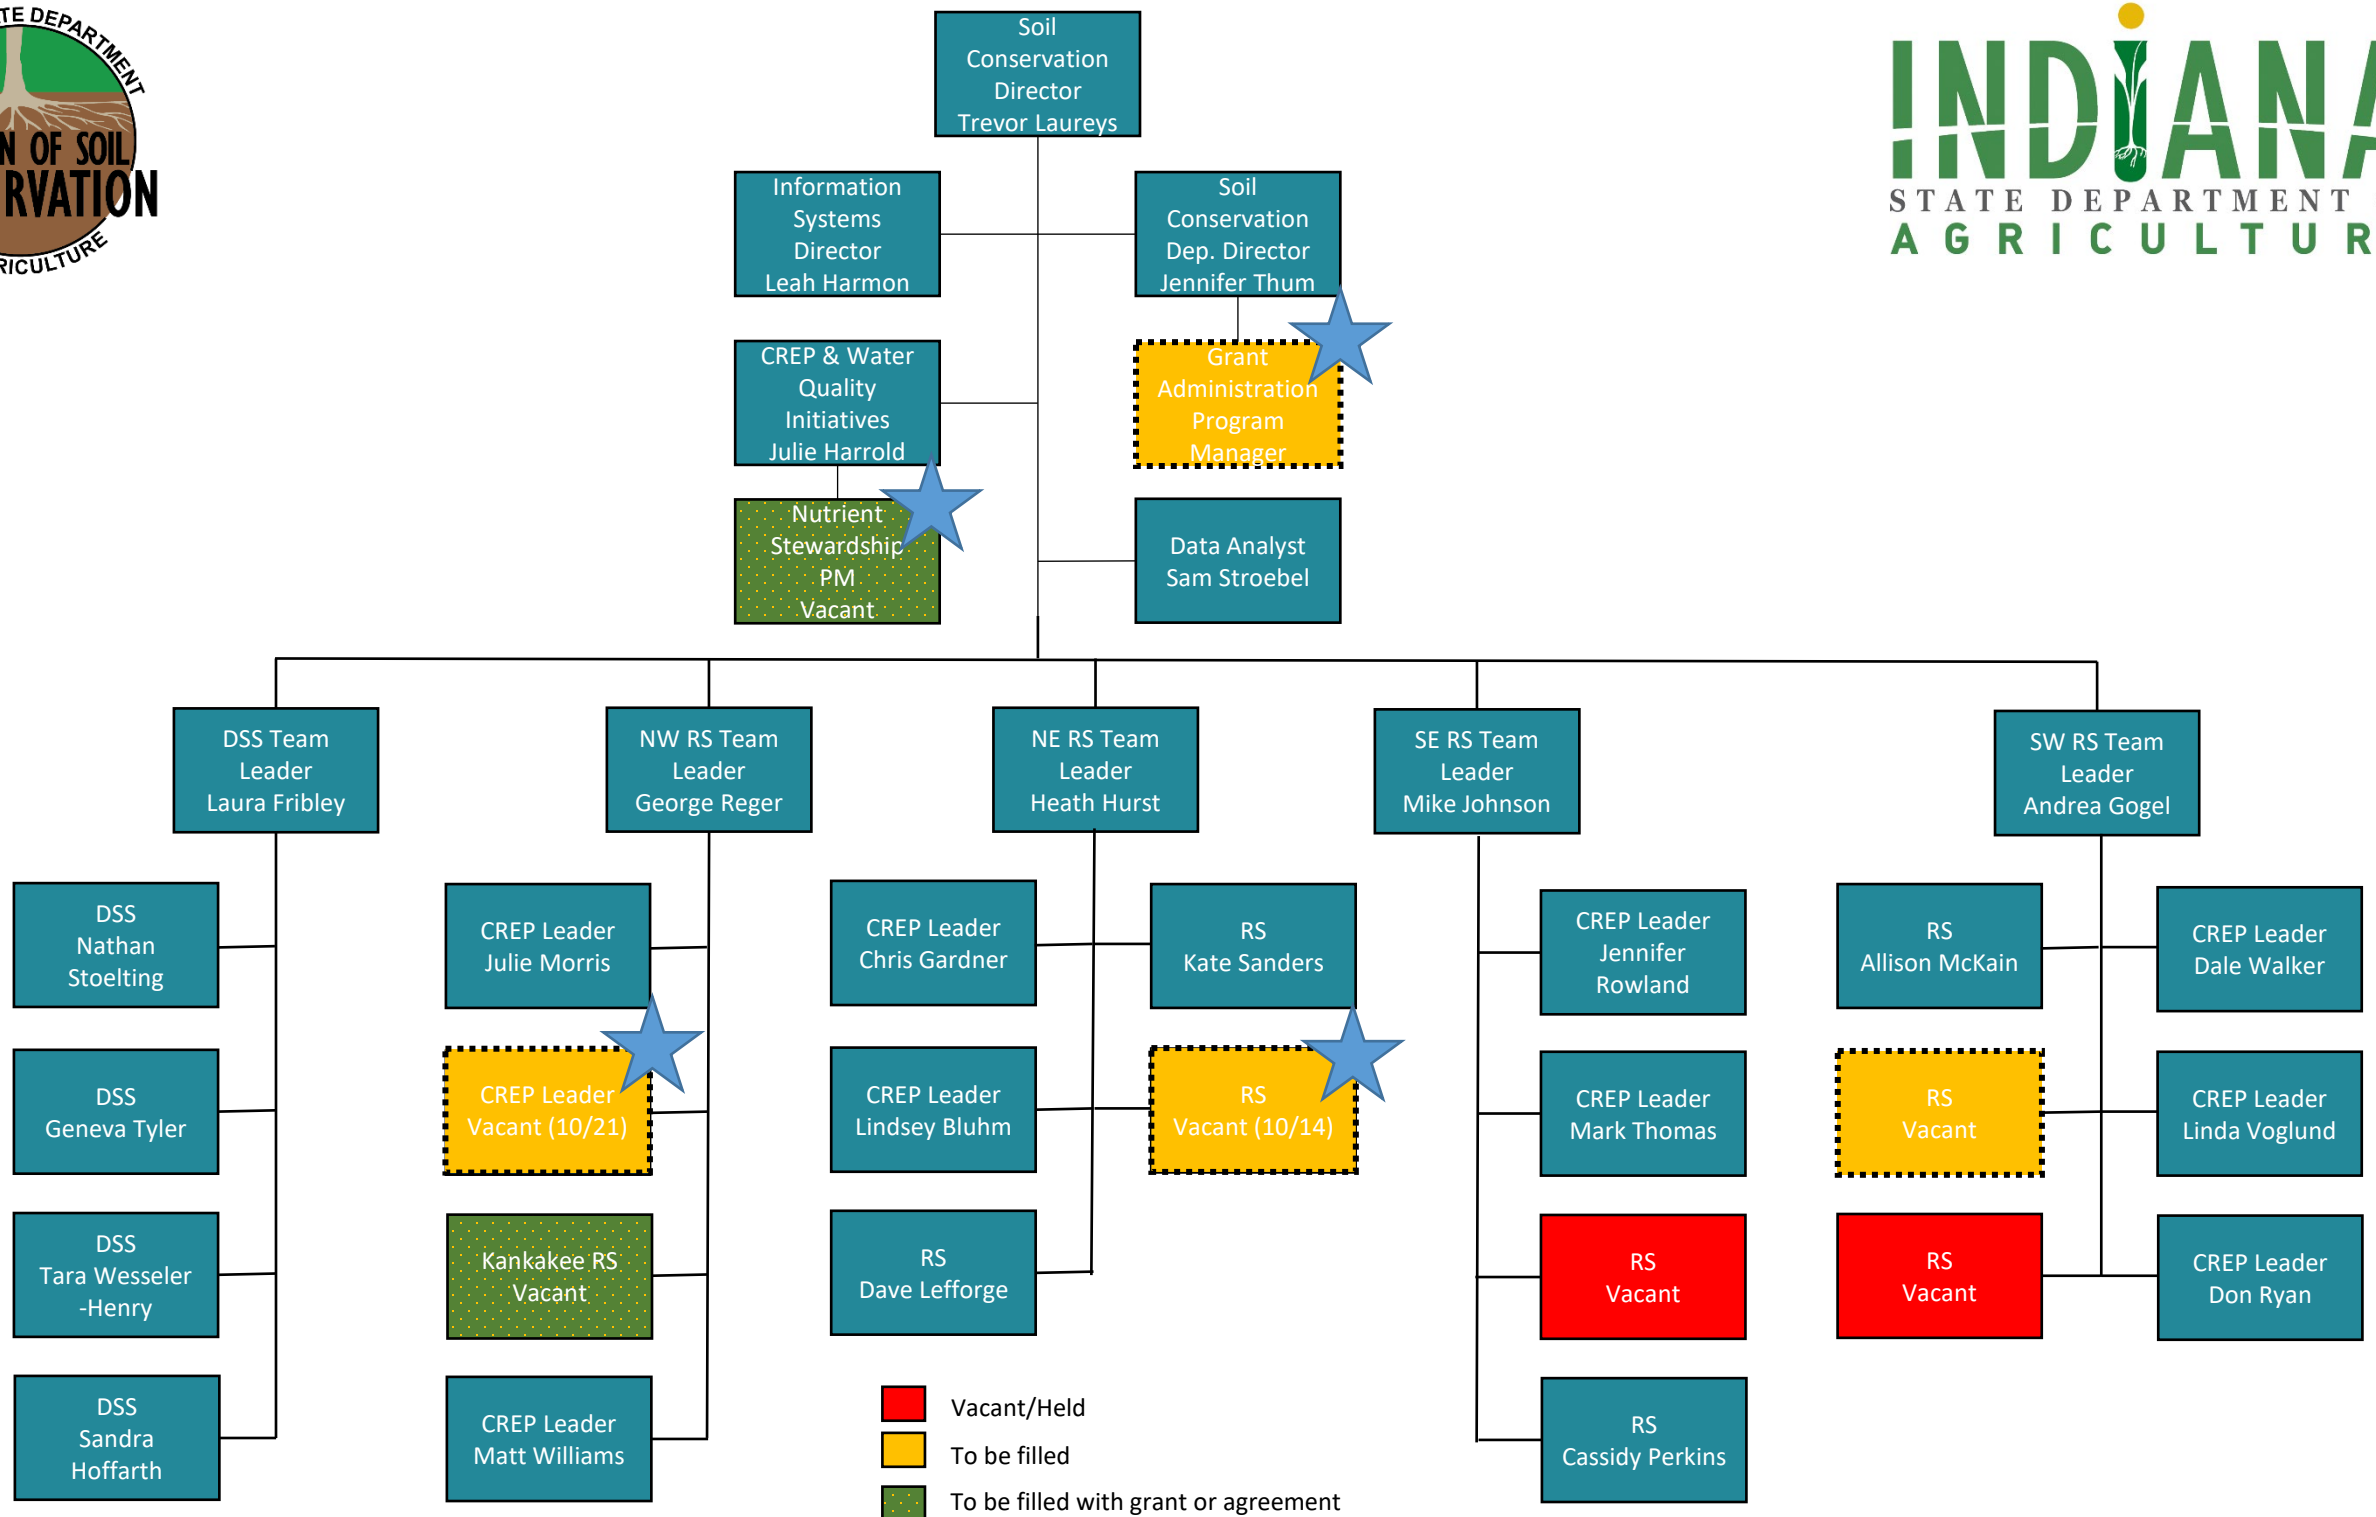 Soil
Conservation
Director
Trevor Laureys
OF SOIL
STATE DEPARTMENT
AGRICULTUR
Information
Systems
Director
Leah Harmon
Soil
Conservation
Dep. Director
Jennifer Thum
CREP & Water
Quality
Initiatives
Julie Harrold
Grant
Administration
Program
Manager
Nutrient
Stewardship
PM
Vacant
Data Analyst
Sam Stroebel
DSS Team
Leader
Laura Fribley
NW RS Team
Leader
George Reger
NE RS Team
Leader
Heath Hurst
SE RS Team
Leader
Mike Johnson
SW RS Team
Leader
Andrea Gogel
DSS
Nathan
Stoelting
DSS
Geneva Tyler
DSS
Tara Wesseler
-Henry
DSS
Sandra
Hoffarth
CREP Leader
Julie Morris
CREP Leader
Vacant (10/21)
Kankakee RS
Vacant
CREP Leader
Matt Williams
CREP Leader
Chris Gardner
CREP Leader
Lindsey Bluhm
RS
Dave Lefforge
RS
Kate Sanders
RS
Vacant (10/14)
CREP Leader
Jennifer
Rowland
CREP Leader
Mark Thomas
RS
Vacant
RS
Cassidy Perkins
RS
Allison McKain
RS
Vacant
RS
Vacant
CREP Leader
Dale Walker
CREP Leader
Linda Voglund
CREP Leader
Don Ryan
Vacant/Held
To be filled
To be filled with grant or agreement